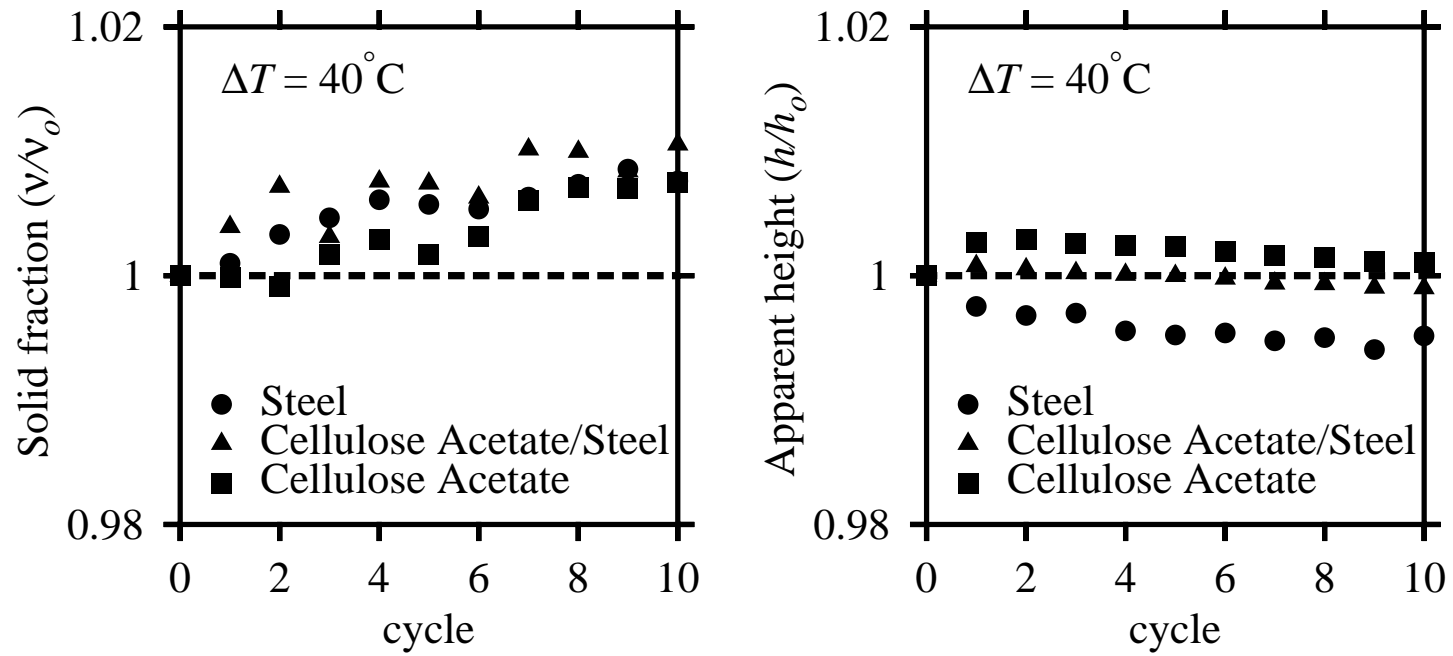 1.02
ΔT = 40°C
Solid fraction (ν/νo)
1
Steel
Cellulose Acetate/Steel
Cellulose Acetate
0.98
0 2 4 6 8 10
cycle
1.02
ΔT = 40°C
Apparent height (h/ho)
1
Steel
Cellulose Acetate/Steel
Cellulose Acetate
0.98
0 2 4 6 8 10
cycle